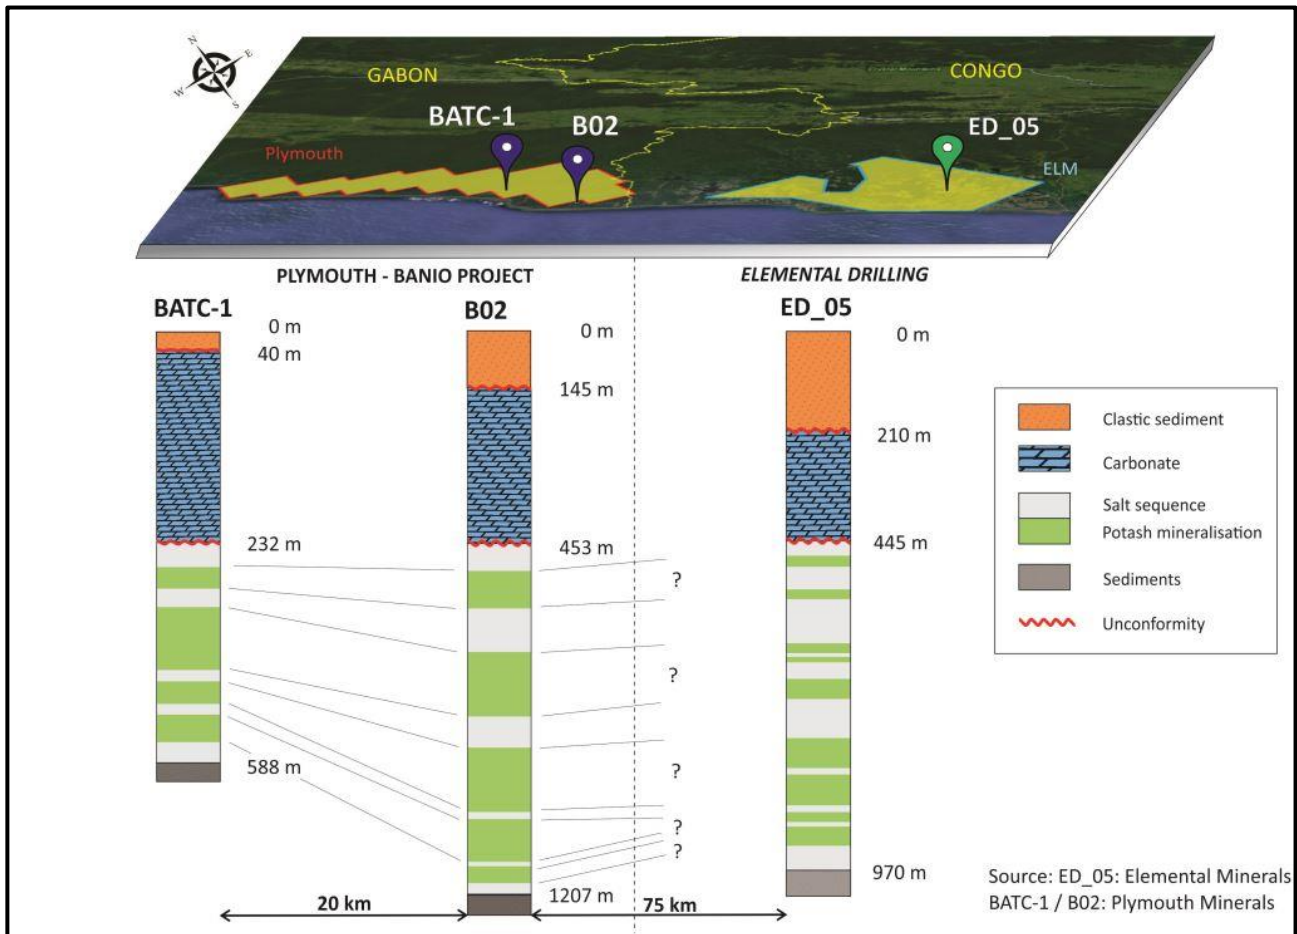 N
E
W
S
GABON
CONGO
BATC-1
B02
ED_05
Plymouth
ELM
PLYMOUTH - BANIO PROJECT
ELEMENTAL DRILLING
BATC-1
B02
ED_05
0 m
0 m
0 m
40 m
145 m
210 m
232 m
453 m
445 m
?
?
?
?
?
588 m
1207 m
970 m
20 km
75 km
Clastic sediment
Carbonate
Salt sequence
Potash mineralisation
Sediments
Unconformity
Source: ED_05: Elemental Minerals
BATC-1 / B02: Plymouth Minerals